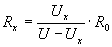 Rₓ = Uₓ / (U − Uₓ) · R₀